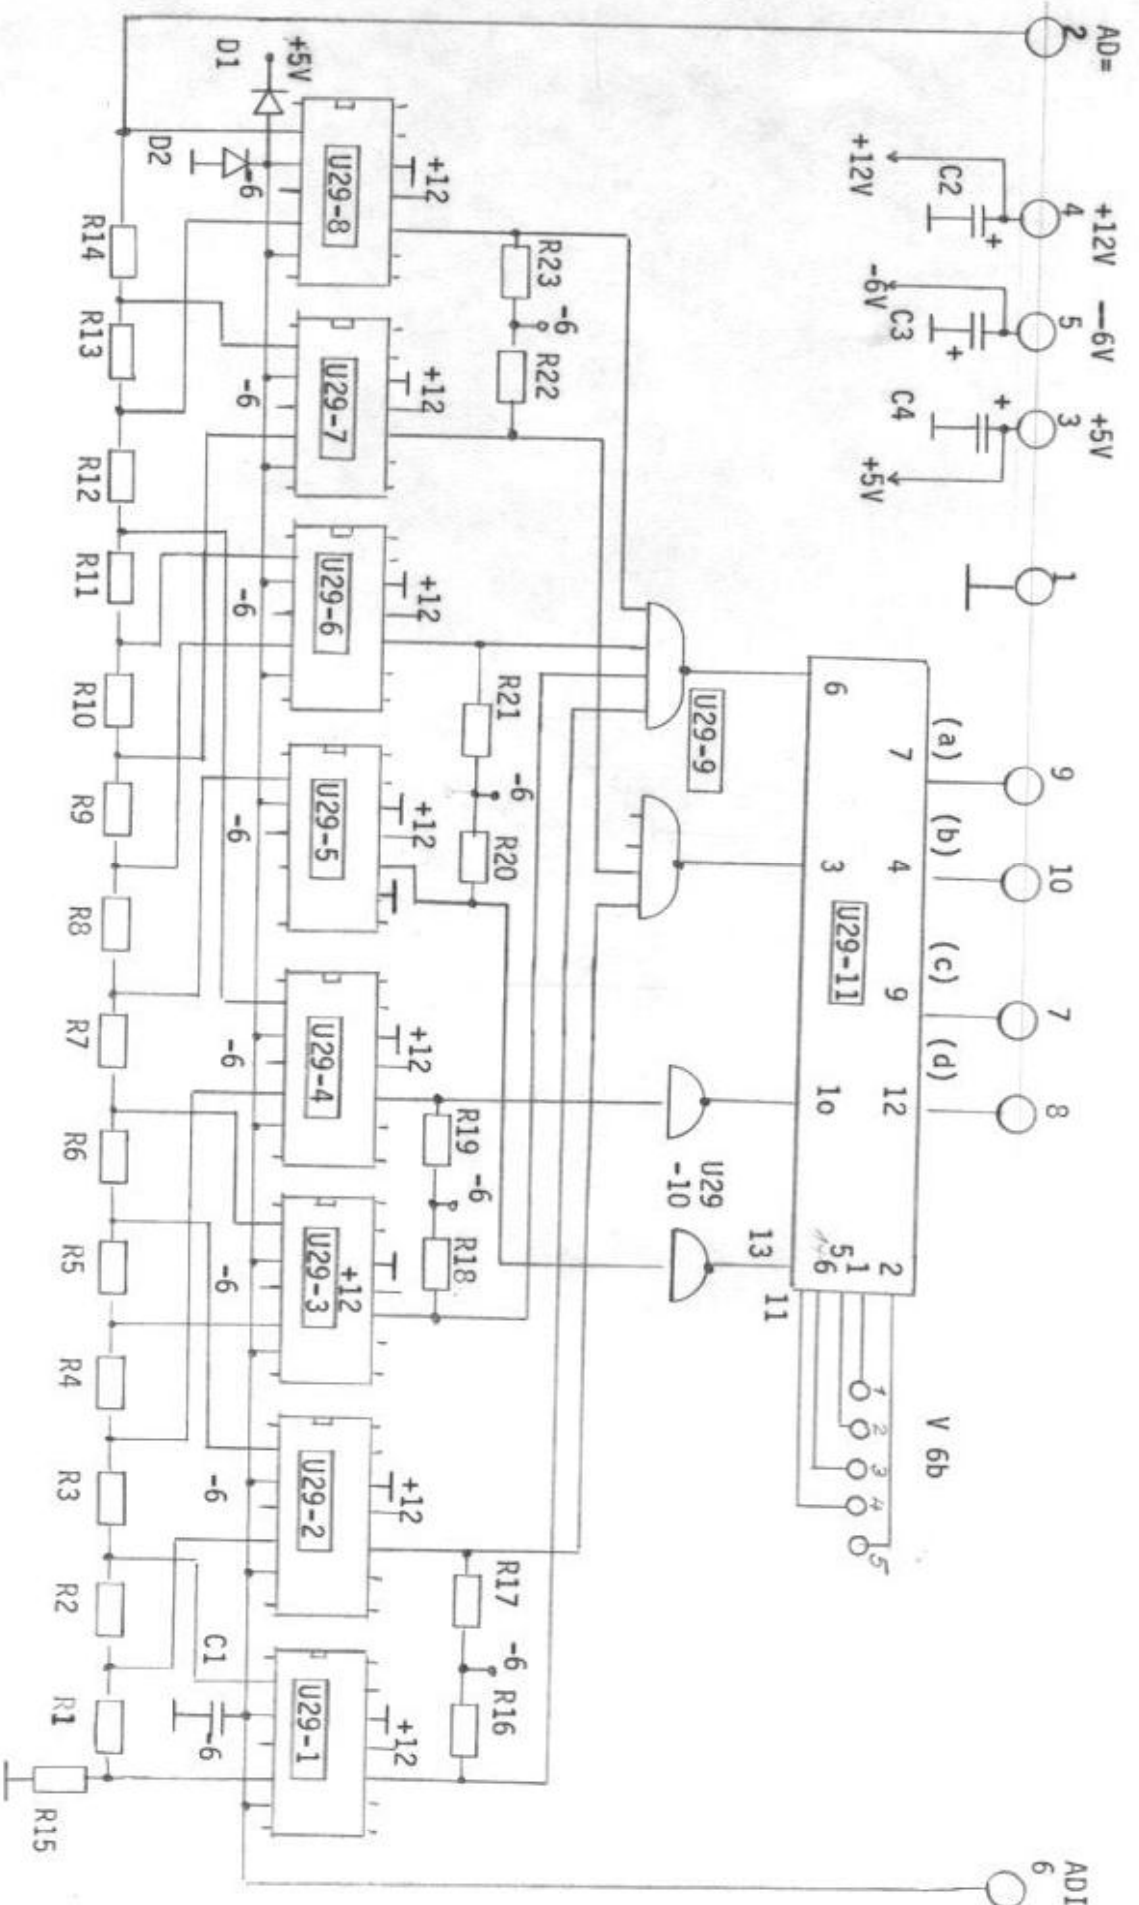 AD=
2
+12V
4
C2
+12V
--6V
5
C3
-6V
+5V
3
C4
+5V
1
+5V
D1
D2
-6
U29-8
+12
R23
-6
R22
U29-7
+12
-6
U29-6
+12
-6
R21
-6
R20
U29-5
+12
-6
U29-4
+12
-6
R19
-6
R18
U29-3
+12
-6
U29-2
+12
-6
R17
-6
R16
U29-1
+12
-6
C1
R14
R13
R12
R11
R10
R9
R8
R7
R6
R5
R4
R3
R2
R1
R15
U29-9
U29
-10
U29-11
6
3
1o
13
11
7
4
9
12
2
1
5
6
(a)
9
(b)
10
(c)
7
(d)
8
V 6b
1
2
3
4
5
ADI
6